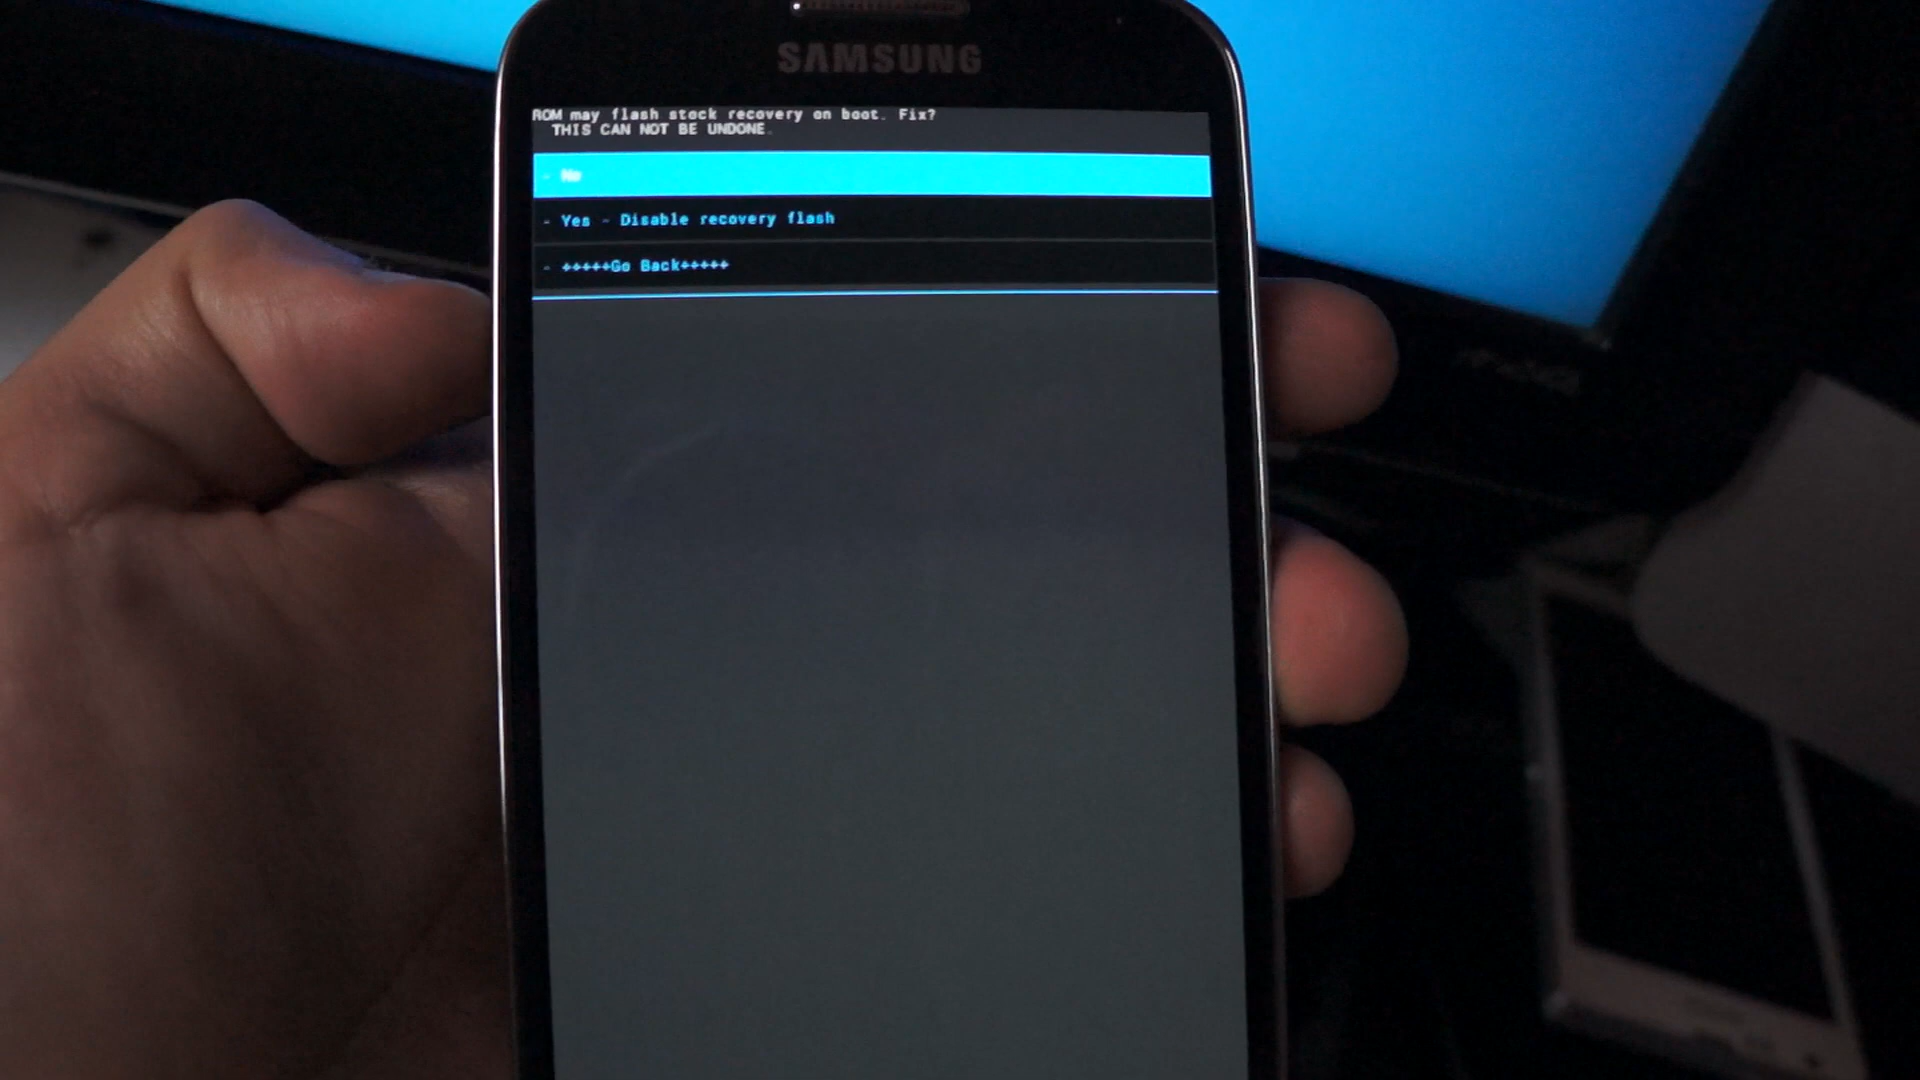 SAMSUNG
ROM may flash stock recovery on boot. Fix?
THIS CAN NOT BE UNDONE.
- No
- Yes - Disable recovery flash
- +++++Go Back+++++